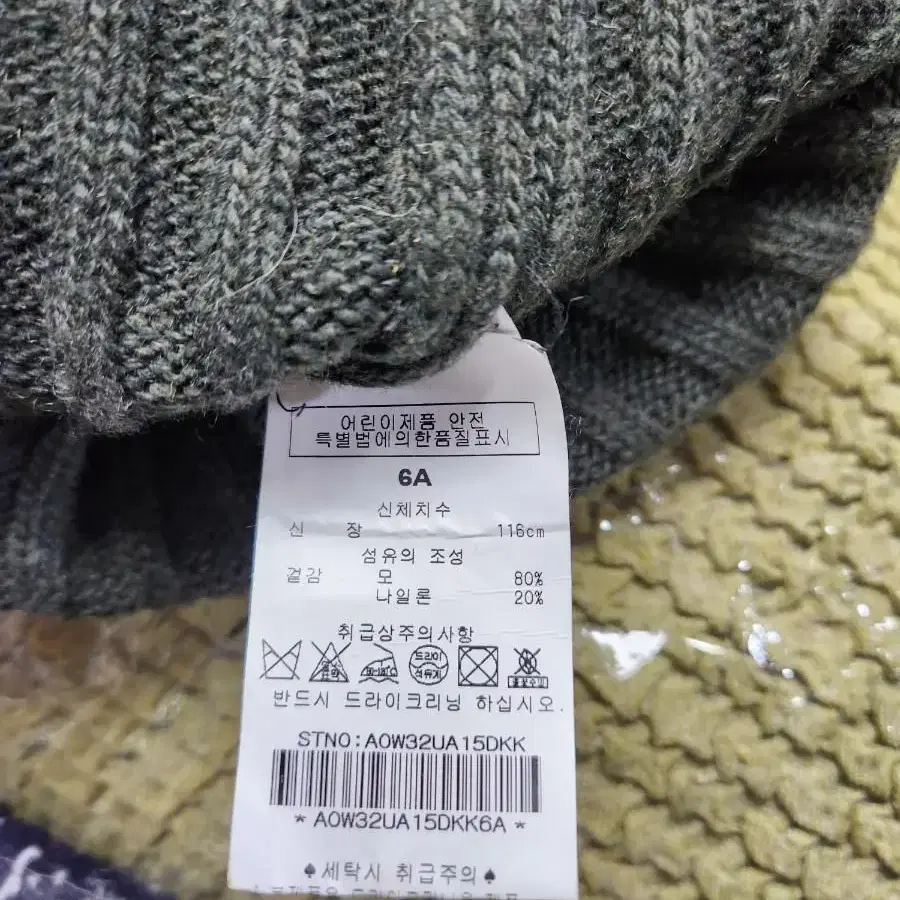 어린이제품 안전
특별법에의한품질표시
6A
신체치수
신 장 116cm
섬유의 조성
겉감 모 80%
나일론 20%
취급상주의사항
드라이
석유계
반드시 드라이크리닝 하십시오.
STNO:AOW32UA15DKK
* AOW32UA15DKK6A *
♠세탁시 취급주의♠